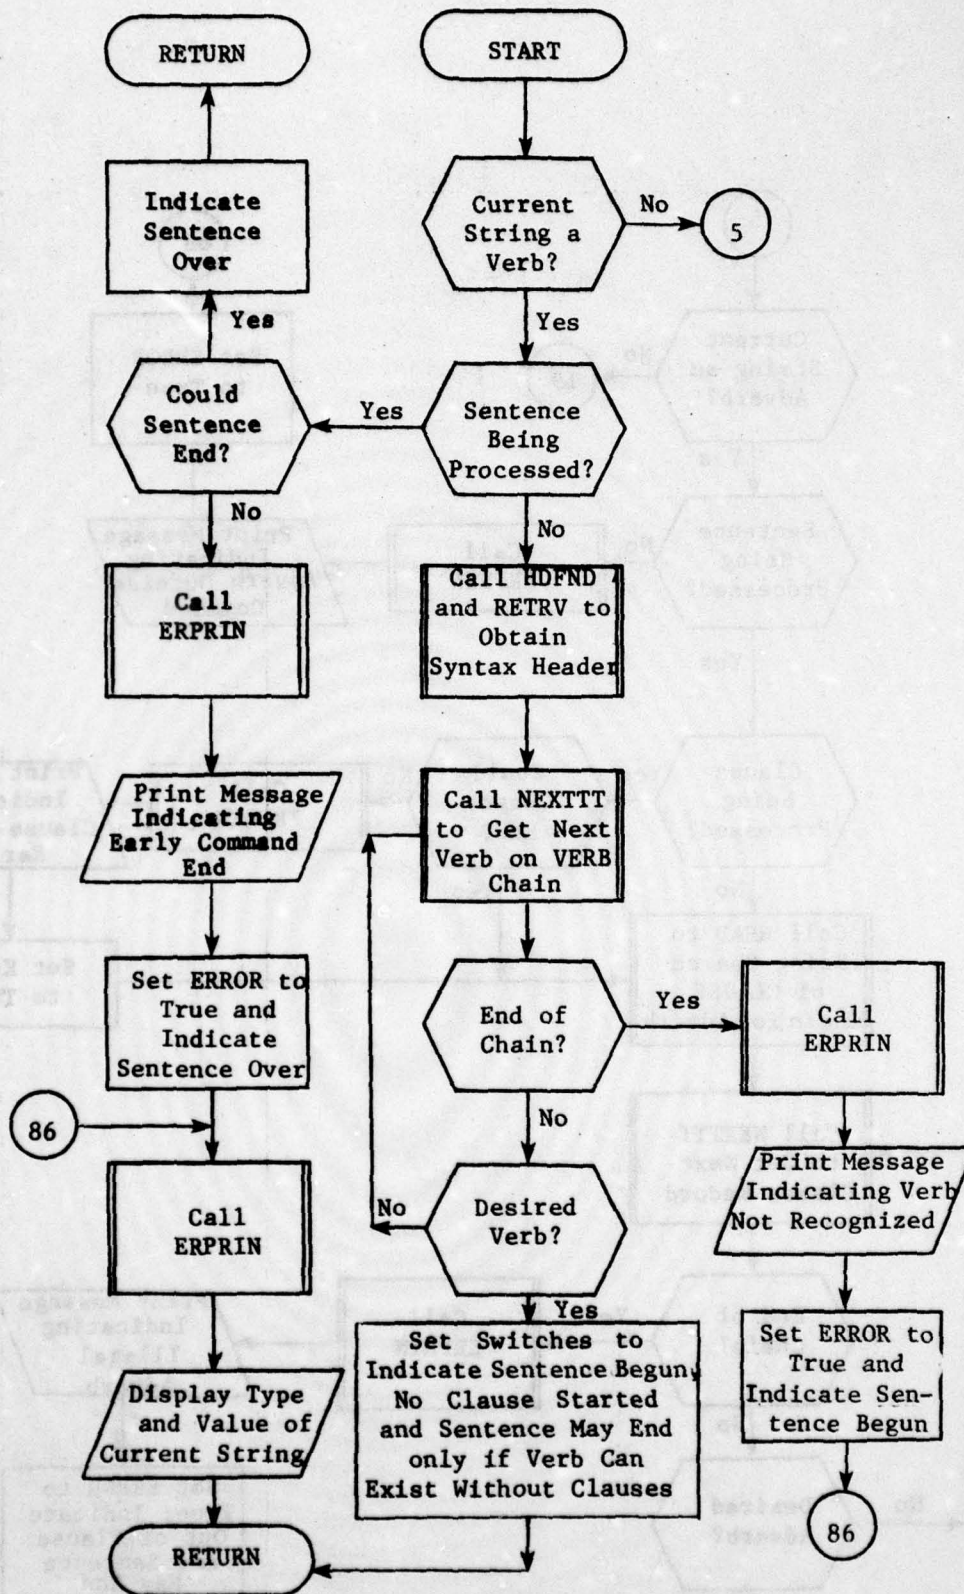 RETURN
START
Indicate
Sentence
Over
Current
String a
Verb?
No
5
Yes
Yes
Could
Sentence
End?
Yes
Sentence
Being
Processed?
No
No
Call
ERPRIN
Call HDFND
and RETRV to
Obtain
Syntax Header
Print Message
Indicating
Early Command
End
Call NEXTTT
to Get Next
Verb on VERB
Chain
Set ERROR to
True and
Indicate
Sentence Over
End of
Chain?
Yes
Call
ERPRIN
No
86
Call
ERPRIN
No
Desired
Verb?
Print Message
Indicating Verb
Not Recognized
Yes
Display Type
and Value of
Current String
Set Switches to
Indicate Sentence Begun,
No Clause Started
and Sentence May End
only if Verb Can
Exist Without Clauses
Set ERROR to
True and
Indicate Sen-
tence Begun
86
RETURN